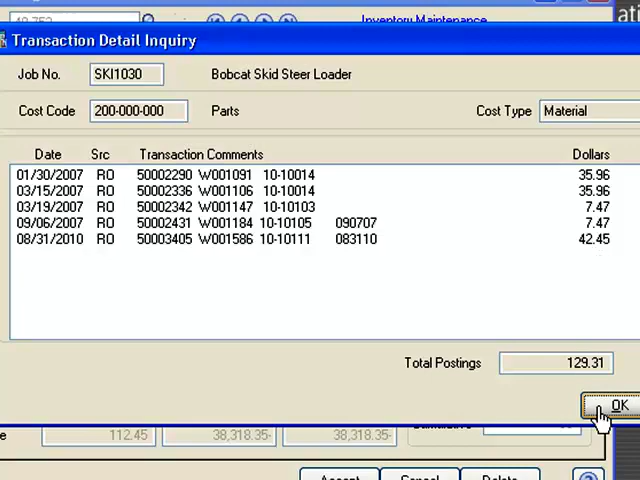 Inventory Maintenance
Transaction Detail Inquiry
Job No. SKI1030 Bobcat Skid Steer Loader
Cost Code 200-000-000 Parts Cost Type Material
Date Src Transaction Comments Dollars
01/30/2007 RO 50002290 W001091 10-10014 35.96
03/15/2007 RO 50002336 W001106 10-10014 35.96
03/19/2007 RO 50002342 W001147 10-10103 7.47
09/06/2007 RO 50002431 W001184 10-10105 090707 7.47
08/31/2010 RO 50003405 W001586 10-10111 083110 42.45
Total Postings 129.31
OK
112.45 38,318.35- 38,318.35-
Accept Cancel Delete